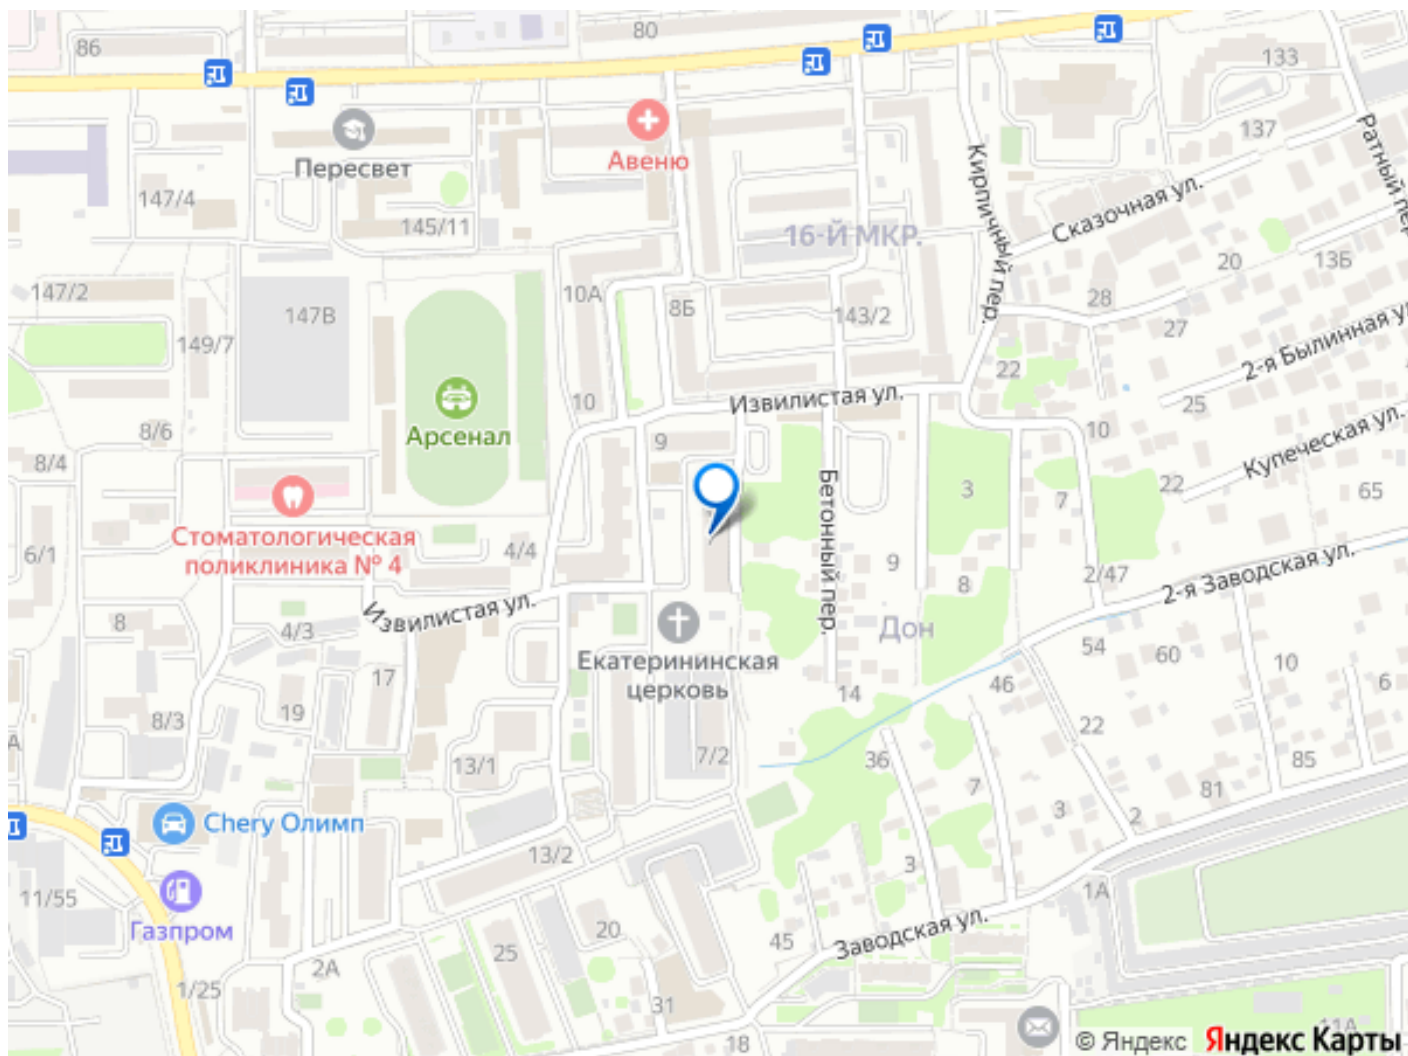 86
80
133
137
Пересвет
Авеню
147/4
145/11
16-Й МКР.
Кирпичный пер.
Сказочная ул.
Ратный пер.
20
13Б
147/2
147В
149/7
10А
8Б
143/2
28
27
22
2-я Былинная ул.
25
10
Извилистая ул.
Арсенал
8/6
8/4
9
10
Купеческая ул.
22
65
3
7
Стоматологическая
поликлиника № 4
6/1
4/4
Бетонный пер.
9
8
2/47
2-я Заводская ул.
Извилистая ул.
8
4/3
Дон
54
60
10
6
Екатерининская
церковь
17
19
8/3
А
14
46
22
7/2
13/1
36
7
3
2
81
85
Chery Олимп
13/2
3
1А
11/55
Газпром
20
45
Заводская ул.
25
2А
1/25
31
18
11А
© Яндекс
Яндекс Карты